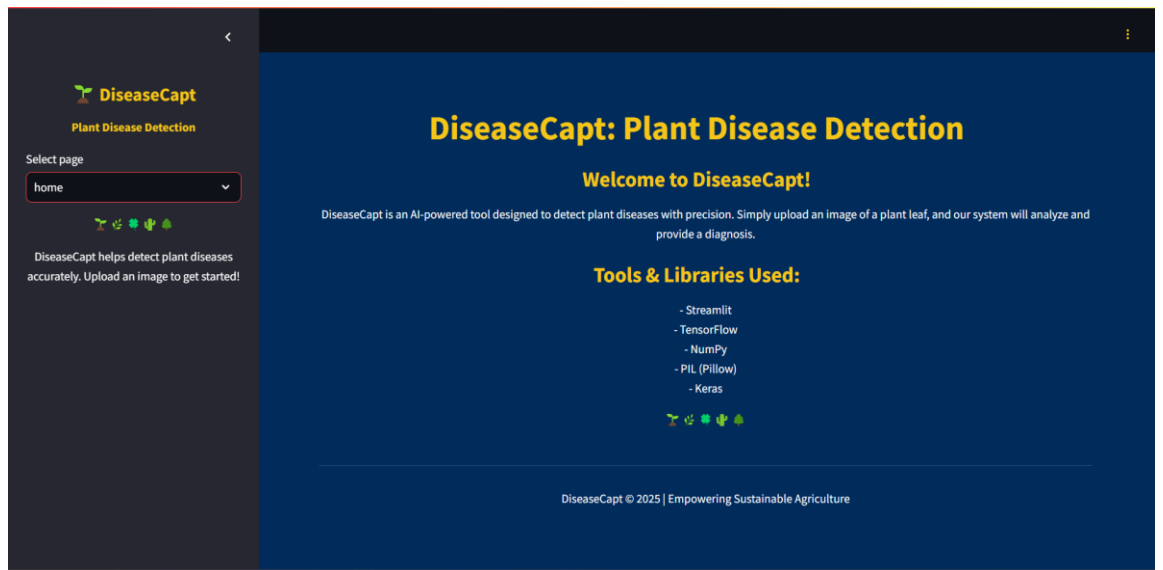 🌱 DiseaseCapt
Plant Disease Detection
Select page
home
DiseaseCapt helps detect plant diseases
accurately. Upload an image to get started!
DiseaseCapt: Plant Disease Detection
Welcome to DiseaseCapt!
DiseaseCapt is an AI-powered tool designed to detect plant diseases with precision. Simply upload an image of a plant leaf, and our system will analyze and
provide a diagnosis.
Tools & Libraries Used:
- Streamlit
- TensorFlow
- NumPy
- PIL (Pillow)
- Keras
DiseaseCapt © 2025 | Empowering Sustainable Agriculture